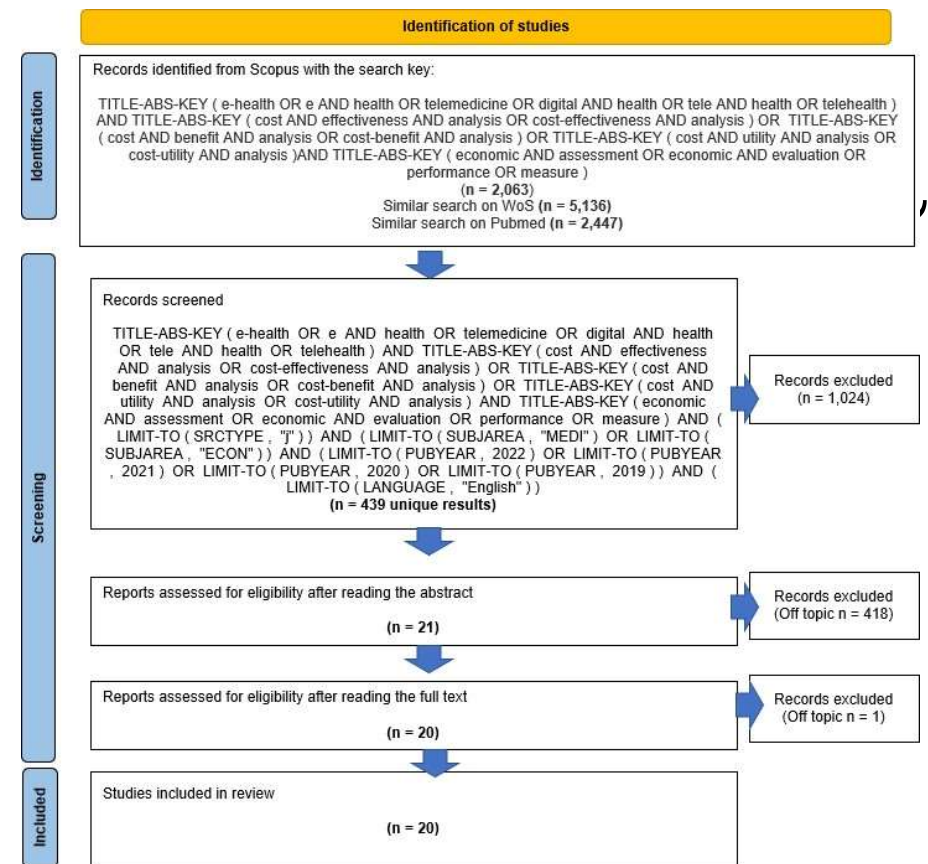 Identification of studies
Identification
Records identified from Scopus with the search key:
TITLE-ABS-KEY ( e-health OR e AND health OR telemedicine OR digital AND health OR tele AND health OR telehealth )
AND TITLE-ABS-KEY ( cost AND effectiveness AND analysis OR cost-effectiveness AND analysis ) OR TITLE-ABS-KEY
( cost AND benefit AND analysis OR cost-benefit AND analysis ) OR TITLE-ABS-KEY ( cost AND utility AND analysis OR
cost-utility AND analysis )AND TITLE-ABS-KEY ( economic AND assessment OR economic AND evaluation OR
performance OR measure )
(n = 2,063)
Similar search on WoS (n = 5,136)
Similar search on Pubmed (n = 2,447)
,
Screening
Records screened
TITLE-ABS-KEY ( e-health OR e AND health OR telemedicine OR digital AND health
OR tele AND health OR telehealth ) AND TITLE-ABS-KEY ( cost AND effectiveness
AND analysis OR cost-effectiveness AND analysis ) OR TITLE-ABS-KEY ( cost AND
benefit AND analysis OR cost-benefit AND analysis ) OR TITLE-ABS-KEY ( cost AND
utility AND analysis OR cost-utility AND analysis ) AND TITLE-ABS-KEY ( economic
AND assessment OR economic AND evaluation OR performance OR measure ) AND (
LIMIT-TO ( SRCTYPE , "j" ) ) AND ( LIMIT-TO ( SUBJAREA , "MEDI" ) OR LIMIT-TO (
SUBJAREA , "ECON" ) ) AND ( LIMIT-TO ( PUBYEAR , 2022 ) OR LIMIT-TO ( PUBYEAR
, 2021 ) OR LIMIT-TO ( PUBYEAR , 2020 ) OR LIMIT-TO ( PUBYEAR , 2019 ) ) AND (
LIMIT-TO ( LANGUAGE , "English" ) )
(n = 439 unique results)
Records excluded
(n = 1,024)
Reports assessed for eligibility after reading the abstract
(n = 21)
Records excluded
(Off topic n = 418)
Reports assessed for eligibility after reading the full text
(n = 20)
Records excluded
(Off topic n = 1)
Included
Studies included in review
(n = 20)